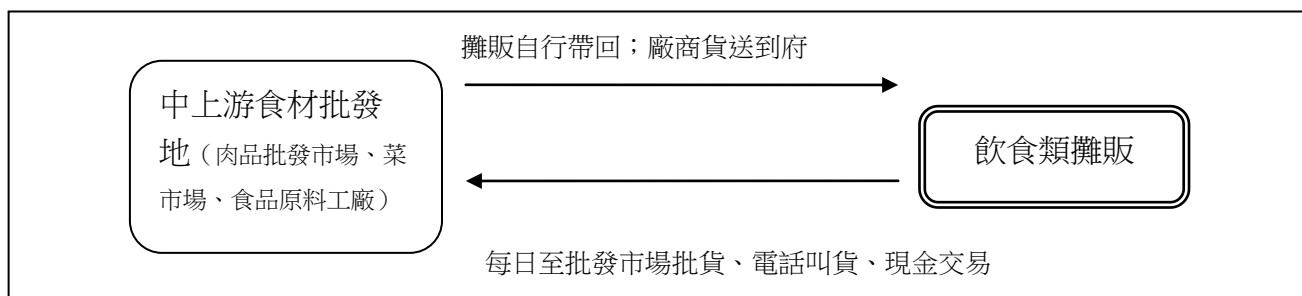 攤販自行帶回；廠商貨送到府
中上游食材批發
地（肉品批發市場、菜
市場、食品原料工廠）
飲食類攤販
每日至批發市場批貨、電話叫貨、現金交易